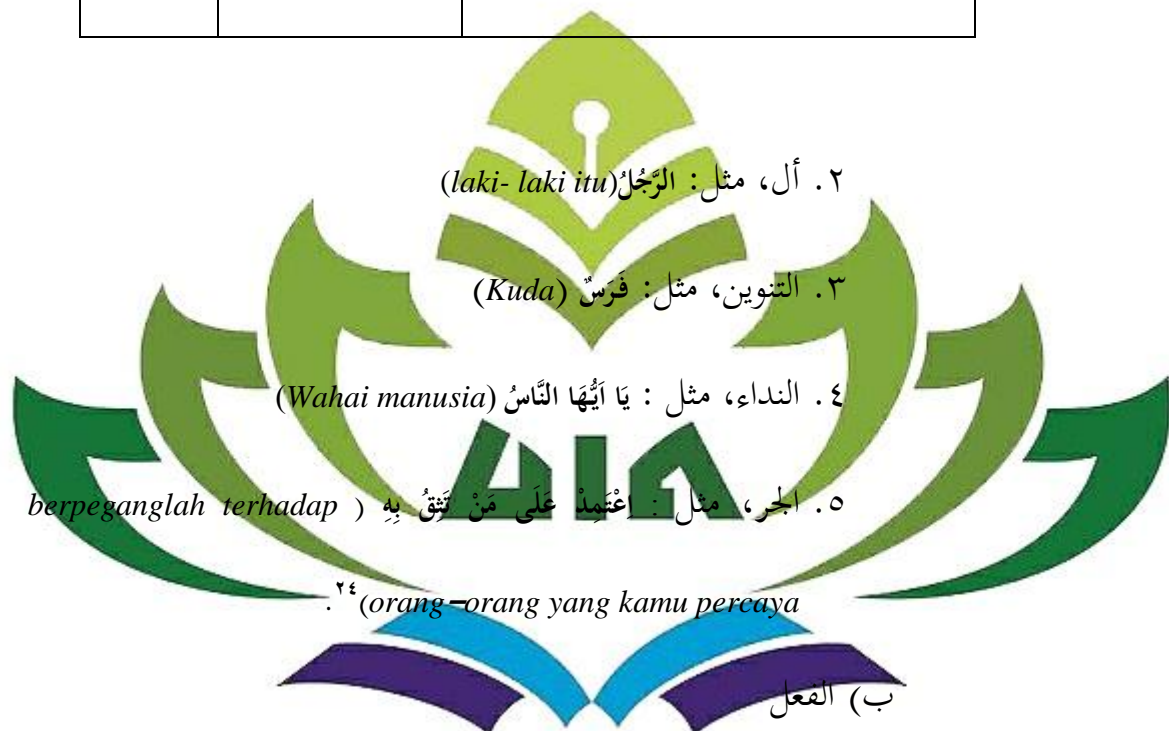 ٢. أل، مثل: الرَّجُلُ(laki- laki itu)
٣. التنوين، مثل: فَرَسٌ (Kuda)
٤. النداء، مثل : يَا اَيُّهَا النَّاسُ (Wahai manusia)
٥. الجر، مثل : اِعْتَمِدْ عَلَى مَنْ تَثِقُ بِهِ ( berpeganglah terhadap
orang–orang yang kamu percaya)٢٤.
ب) الفعل
UIN